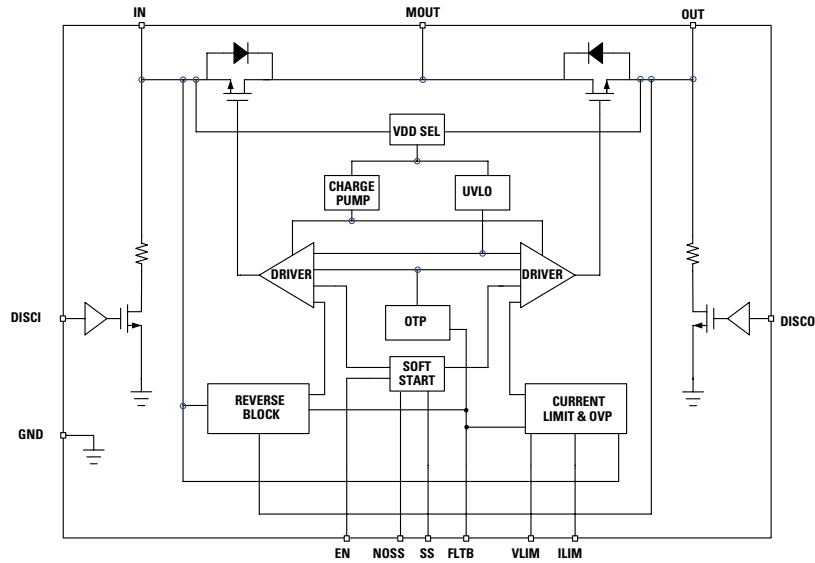 IN
MOUT
OUT
VDD SEL
CHARGE
PUMP
UVLO
DRIVER
DRIVER
DISCI
DISCO
OTP
SOFT
START
REVERSE
BLOCK
CURRENT
LIMIT & OVP
GND
EN
NOSS
SS
FLTB
VLIM
ILIM